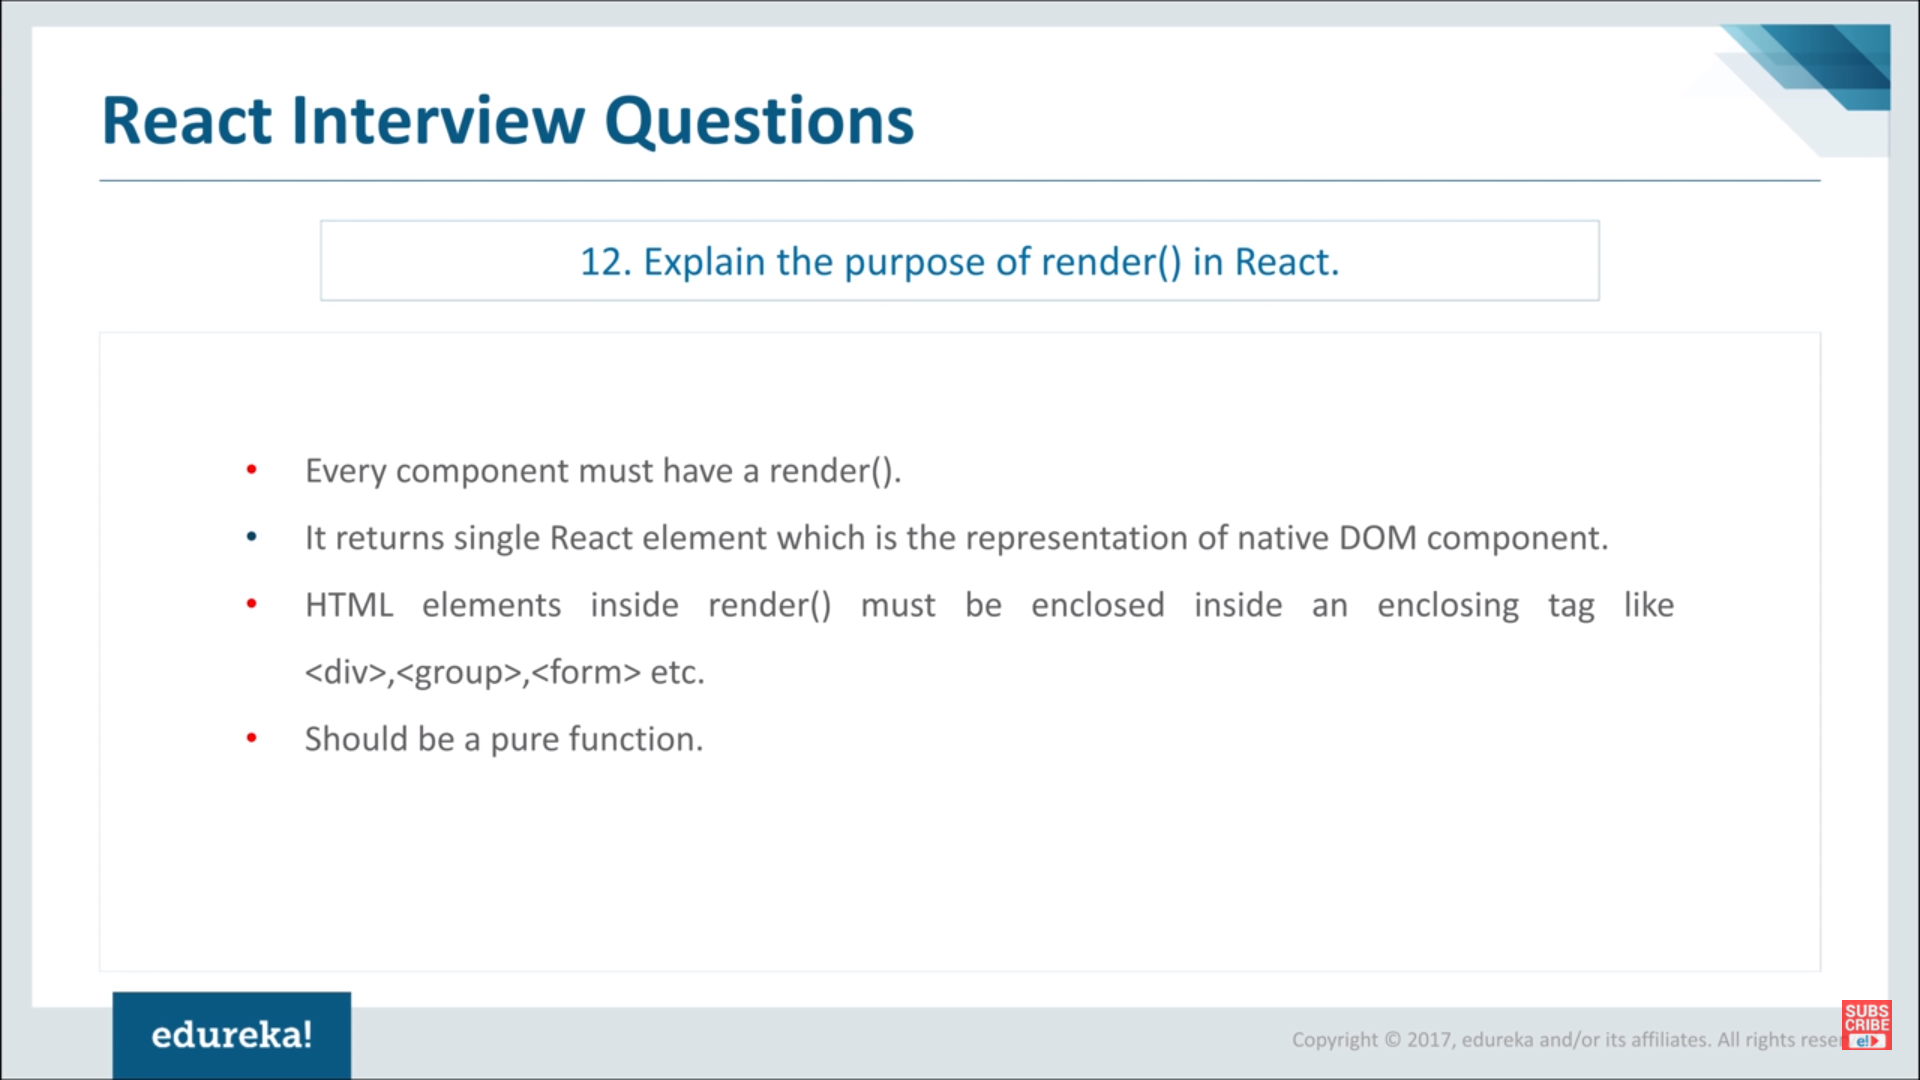 React Interview Questions
12. Explain the purpose of render() in React.
• Every component must have a render().
• It returns single React element which is the representation of native DOM component.
• HTML elements inside render() must be enclosed inside an enclosing tag like
<div>,<group>,<form> etc.
• Should be a pure function.
edureka!
Copyright © 2017, edureka and/or its affiliates. All rights reser
SUBS
CRIBE
e!